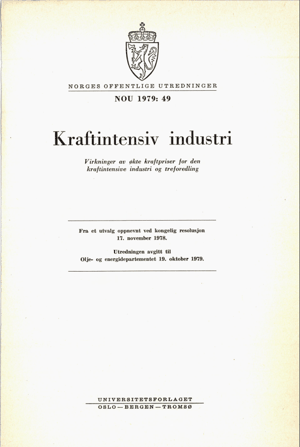 NORGES OFFENTLIGE UTREDNINGER
NOU 1979: 49
Kraftintensiv industri
Virkninger av økte kraftpriser for den
kraftintensive industri og treforedling
Fra et utvalg oppnevnt ved kongelig resolusjon
17. november 1978.
Utredningen avgitt til
Olje- og energidepartementet 19. oktober 1979.
UNIVERSITETSFORLAGET
OSLO — BERGEN — TROMSØ